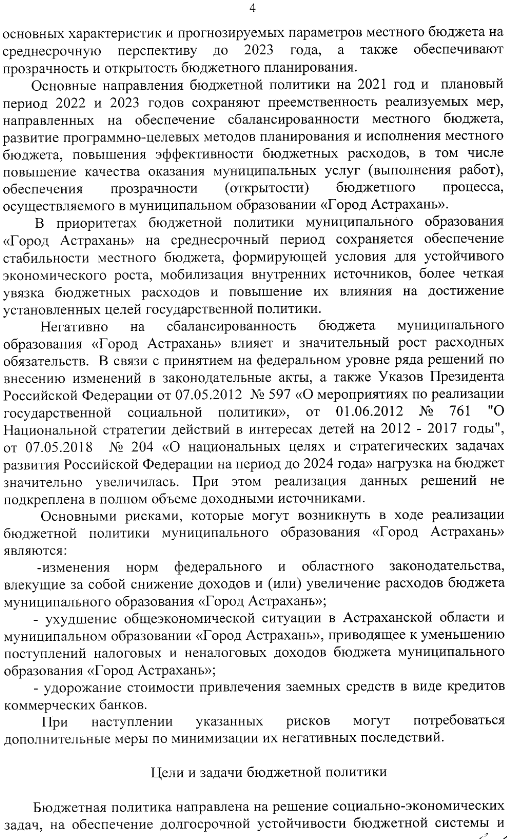 4
основных характеристик и прогнозируемых параметров местного бюджета на
среднесрочную перспективу до 2023 года, а также обеспечивают
прозрачность и открытость бюджетного планирования.
Основные направления бюджетной политики на 2021 год и плановый
период 2022 и 2023 годов сохраняют преемственность реализуемых мер,
направленных на обеспечение сбалансированности местного бюджета,
развитие программно-целевых методов планирования и исполнения местного
бюджета, повышения эффективности бюджетных расходов, в том числе
повышение качества оказания муниципальных услуг (выполнения работ),
обеспечения прозрачности (открытости) бюджетного процесса,
осуществляемого в муниципальном образовании «Город Астрахань».
В приоритетах бюджетной политики муниципального образования
«Город Астрахань» на среднесрочный период сохраняется обеспечение
стабильности местного бюджета, формирующей условия для устойчивого
экономического роста, мобилизация внутренних источников, более четкая
увязка бюджетных расходов и повышение их влияния на достижение
установленных целей государственной политики.
Негативно на сбалансированность бюджета муниципального
образования «Город Астрахань» влияет и значительный рост расходных
обязательств. В связи с принятием на федеральном уровне ряда решений по
внесению изменений в законодательные акты, а также Указов Президента
Российской Федерации от 07.05.2012 № 597 «О мероприятиях по реализации
государственной социальной политики», от 01.06.2012 № 761 "О
Национальной стратегии действий в интересах детей на 2012 - 2017 годы",
от 07.05.2018 № 204 «О национальных целях и стратегических задачах
развития Российской Федерации на период до 2024 года» нагрузка на бюджет
значительно увеличилась. При этом реализация данных решений не
подкреплена в полном объеме доходными источниками.
Основными рисками, которые могут возникнуть в ходе реализации
бюджетной политики муниципального образования «Город Астрахань»
являются:
-изменения норм федерального и областного законодательства,
влекущие за собой снижение доходов и (или) увеличение расходов бюджета
муниципального образования «Город Астрахань»;
- ухудшение общеэкономической ситуации в Астраханской области и
муниципальном образовании «Город Астрахань», приводящее к уменьшению
поступлений налоговых и неналоговых доходов бюджета муниципального
образования «Город Астрахань»;
- удорожание стоимости привлечения заемных средств в виде кредитов
коммерческих банков.
При наступлении указанных рисков могут потребоваться
дополнительные меры по минимизации их негативных последствий.
Цели и задачи бюджетной политики
Бюджетная политика направлена на решение социально-экономических
задач, на обеспечение долгосрочной устойчивости бюджетной системы и